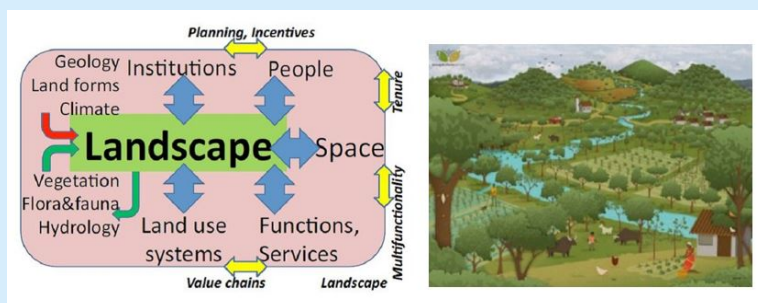 Planning, Incentives
Geology
Land forms
Climate
Institutions
People
Tenure
Landscape
Space
Vegetation
Flora&fauna
Hydrology
Land use
systems
Functions,
Services
Multifunctionality
Value chains
Landscape